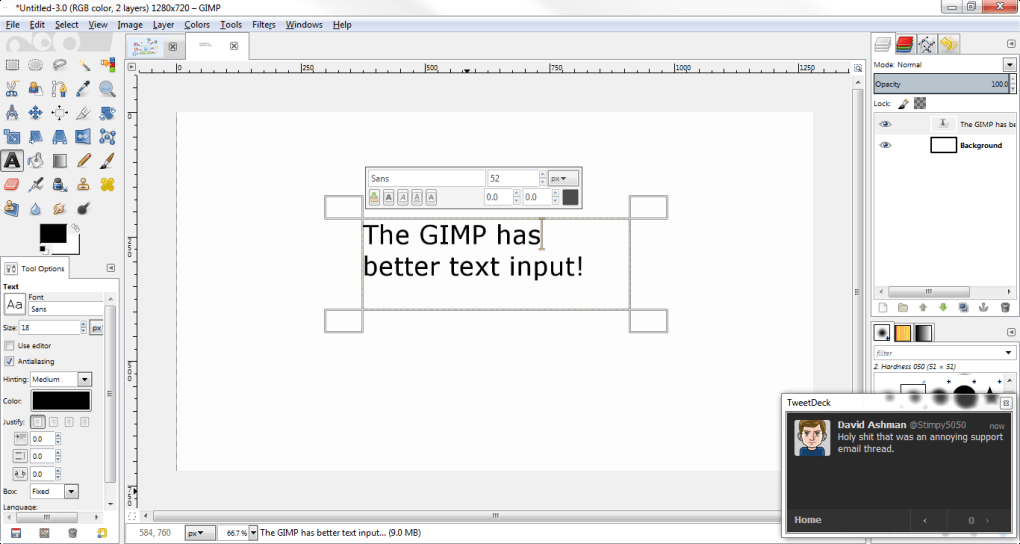 *Untitled-3.0 (RGB color, 2 layers) 1280x720 – GIMP
File Edit Select View Image Layer Colors Tools Filters Windows Help
0 250 500 750 1000 1250
Mode: Normal
Opacity 100.0
Lock:
The GIMP has be
Background
Sans 52 px
0.0 0.0
The GIMP has
better text input!
Tool Options
Text
Font
Aa Sans
Size: 18 px
Use editor
Antialiasing
Hinting: Medium
Color:
Justify:
0.0
0.0
0.0
Box: Fixed
Language:
filter
2. Hardness 050 (51 × 51)
TweetDeck
David Ashman @Stimpy5050 now
Holy shit that was an annoying support
email thread.
Home ‹ 0 ›
584, 760 px 66.7 % The GIMP has better text input... (9.0 MB)